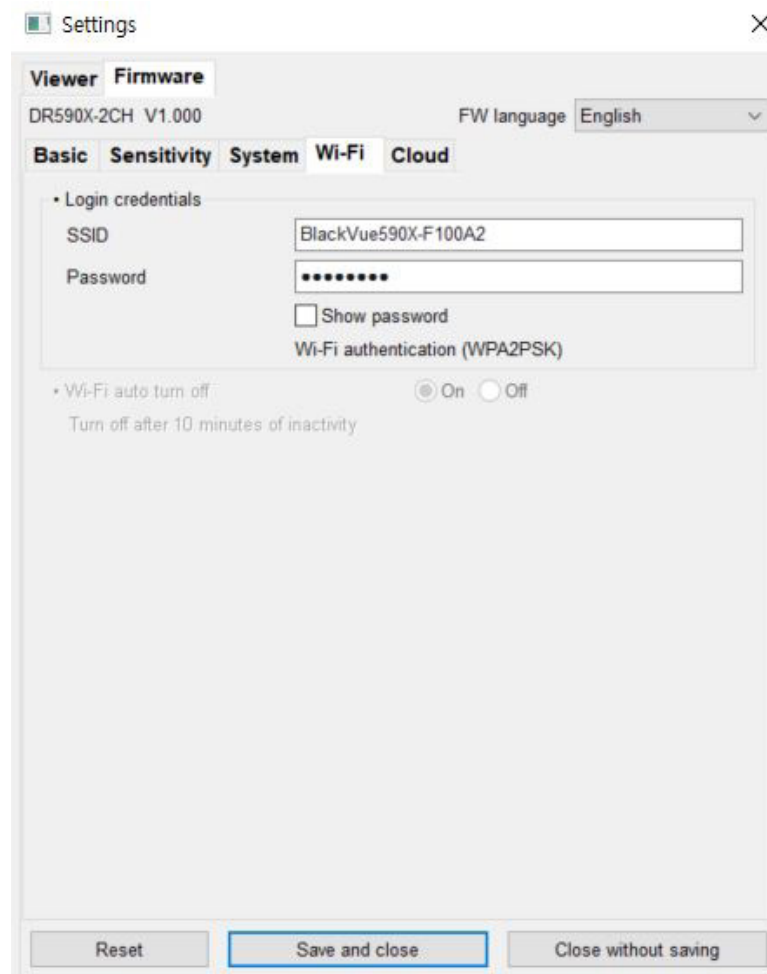 Settings
Viewer Firmware
DR590X-2CH V1.000 FW language English
Basic Sensitivity System Wi-Fi Cloud
• Login credentials
SSID BlackVue590X-F100A2
Password ••••••••
Show password
Wi-Fi authentication (WPA2PSK)
• Wi-Fi auto turn off On Off
Turn off after 10 minutes of inactivity
Reset Save and close Close without saving